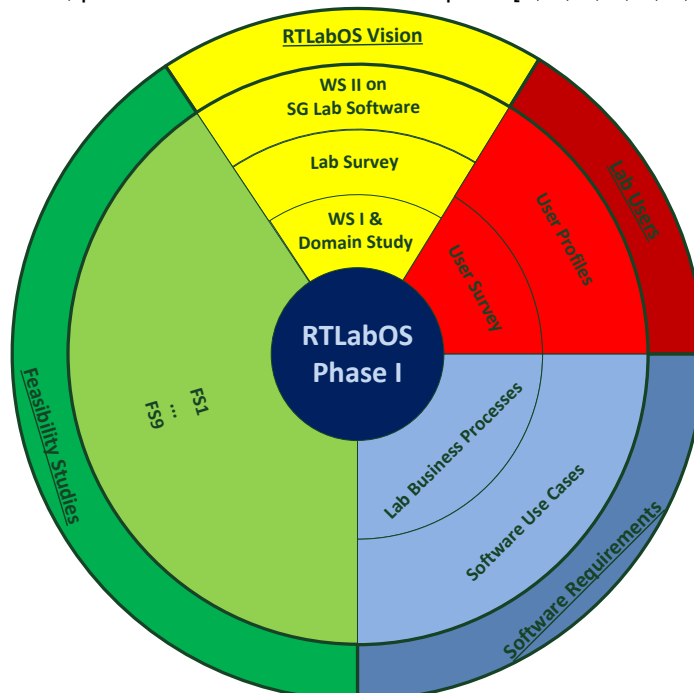 RTLabOS Vision
WS II on
SG Lab Software
Lab Survey
WS I &
Domain Study
Lab Users
User Profiles
User Survey
RTLabOS
Phase I
Feasibility Studies
FS1
...
FS9
Lab Business Processes
Software Use Cases
Software Requirements